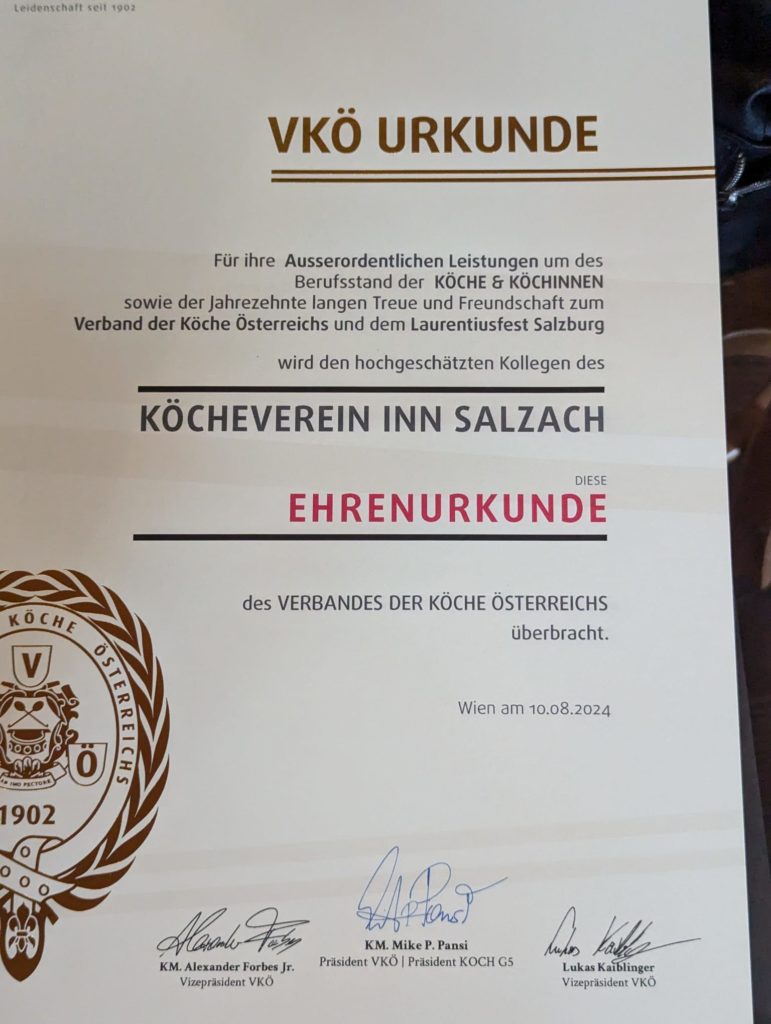 Leidenschaft seit 1902
VKÖ URKUNDE
Für ihre Ausserordentlichen Leistungen um des
Berufsstand der KÖCHE & KÖCHINNEN
sowie der Jahrezehnte langen Treue und Freundschaft zum
Verband der Köche Österreichs und dem Laurentiusfest Salzburg
wird den hochgeschätzten Kollegen des
KÖCHEVEREIN INN SALZACH
DIESE
EHRENURKUNDE
des VERBANDES DER KÖCHE ÖSTERREICHS
überbracht.
Wien am 10.08.2024
KÖCHE ÖSTERREICHS
V
Ö
IMO PECTORE
1902
KM. Alexander Forbes Jr.
Vizepräsident VKÖ
KM. Mike P. Pansi
Präsident VKÖ | Präsident KOCH G5
Lukas Kaiblinger
Vizepräsident VKÖ